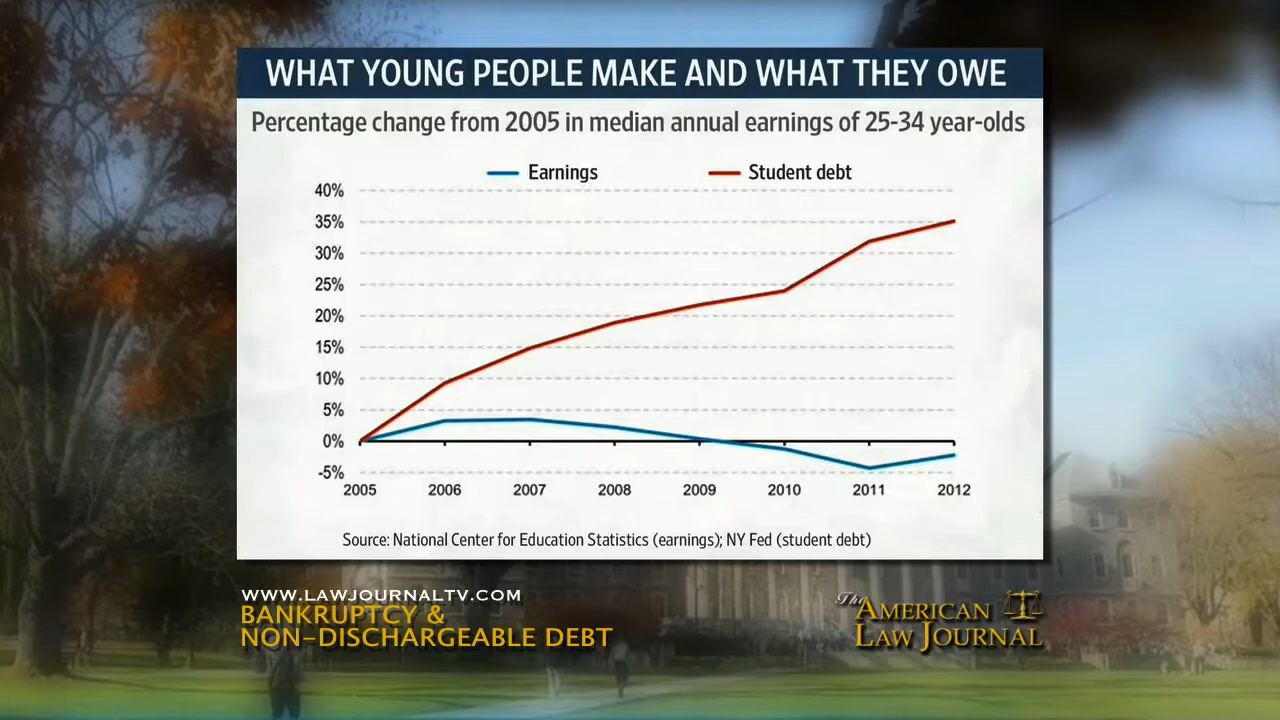 WHAT YOUNG PEOPLE MAKE AND WHAT THEY OWE
Percentage change from 2005 in median annual earnings of 25-34 year-olds
Earnings
Student debt
40%
35%
30%
25%
20%
15%
10%
5%
0%
-5%
2005 2006 2007 2008 2009 2010 2011 2012
Source: National Center for Education Statistics (earnings); NY Fed (student debt)
WWW.LAWJOURNALTV.COM
BANKRUPTCY &
NON-DISCHARGEABLE DEBT
The
AMERICAN
LAW JOURNAL